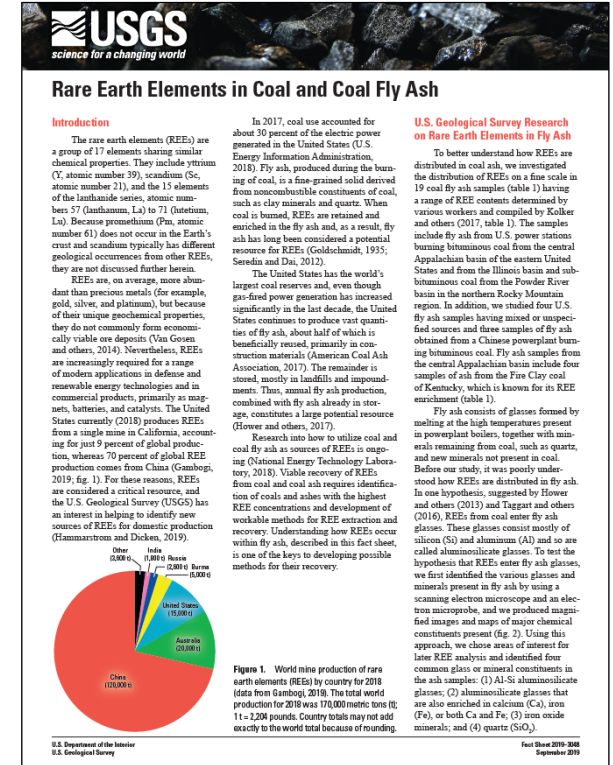 USGS
science for a changing world
Rare Earth Elements in Coal and Coal Fly Ash
Introduction
The rare earth elements (REEs) are
a group of 17 elements sharing similar
chemical properties. They include yttrium
(Y, atomic number 39), scandium (Sc,
atomic number 21), and the 15 elements
of the lanthanide series, atomic num-
bers 57 (lanthanum, La) to 71 (lutetium,
Lu). Because promethium (Pm, atomic
number 61) does not occur in the Earth's
crust and scandium typically has different
geological occurrences from other REEs,
they are not discussed further herein.
REEs are, on average, more abun-
dant than precious metals (for example,
gold, silver, and platinum), but because
of their unique geochemical properties,
they do not commonly form economi-
cally viable ore deposits (Van Gosen
and others, 2014). Nevertheless, REEs
are increasingly required for a range
of modern applications in defense and
renewable energy technologies and in
commercial products, primarily as mag-
nets, batteries, and catalysts. The United
States currently (2018) produces REEs
from a single mine in California, account-
ing for just 9 percent of global produc-
tion, whereas 70 percent of global REE
production comes from China (Gambogi,
2019; fig. 1). For these reasons, REEs
are considered a critical resource, and
the U.S. Geological Survey (USGS) has
an interest in helping to identify new
sources of REEs for domestic production
(Hammarstrom and Dicken, 2019).
In 2017, coal use accounted for
about 30 percent of the electric power
generated in the United States (U.S.
Energy Information Administration,
2018). Fly ash, produced during the burn-
ing of coal, is a fine-grained solid derived
from noncombustible constituents of coal,
such as clay minerals and quartz. When
coal is burned, REEs are retained and
enriched in the fly ash and, as a result, fly
ash has long been considered a potential
resource for REEs (Goldschmidt, 1935;
Seredin and Dai, 2012).
The United States has the world's
largest coal reserves and, even though
gas-fired power generation has increased
significantly in the last decade, the United
States continues to produce vast quanti-
ties of fly ash, about half of which is
beneficially reused, primarily in con-
struction materials (American Coal Ash
Association, 2017). The remainder is
stored, mostly in landfills and impound-
ments. Thus, annual fly ash production,
combined with fly ash already in stor-
age, constitutes a large potential resource
(Hower and others, 2017).
Research into how to utilize coal and
coal fly ash as sources of REEs is ongo-
ing (National Energy Technology Labora-
tory, 2018). Viable recovery of REEs
from coal and coal ash requires identifica-
tion of coals and ashes with the highest
REE concentrations and development of
workable methods for REE extraction and
recovery. Understanding how REEs occur
within fly ash, described in this fact sheet,
is one of the keys to developing possible
methods for their recovery.
U.S. Geological Survey Research
on Rare Earth Elements in Fly Ash
To better understand how REEs are
distributed in coal ash, we investigated
the distribution of REEs on a fine scale in
19 coal fly ash samples (table 1) having
a range of REE contents determined by
various workers and compiled by Kolker
and others (2017, table 1). The samples
include fly ash from U.S. power stations
burning bituminous coal from the central
Appalachian basin of the eastern United
States and from the Illinois basin and sub-
bituminous coal from the Powder River
basin in the northern Rocky Mountain
region. In addition, we studied four U.S.
fly ash samples having mixed or unspeci-
fied sources and three samples of fly ash
obtained from a Chinese powerplant burn-
ing bituminous coal. Fly ash samples from
the central Appalachian basin include four
samples of ash from the Fire Clay coal
of Kentucky, which is known for its REE
enrichment (table 1).
Fly ash consists of glasses formed by
melting at the high temperatures present
in powerplant boilers, together with min-
erals remaining from coal, such as quartz,
and new minerals not present in coal.
Before our study, it was poorly under-
stood how REEs are distributed in fly ash.
In one hypothesis, suggested by Hower
and others (2013) and Taggart and others
(2016), REEs from coal enter fly ash
glasses. These glasses consist mostly of
silicon (Si) and aluminum (Al) and so are
called aluminosilicate glasses. To test the
hypothesis that REEs enter fly ash glasses,
we first identified the various glasses and
minerals present in fly ash by using a
scanning electron microscope and an elec-
tron microprobe, and we produced magni-
fied images and maps of major chemical
constituents present (fig. 2). Using this
approach, we chose areas of interest for
later REE analysis and identified four
common glass or mineral constituents in
the ash samples: (1) Al-Si aluminosilicate
glasses; (2) aluminosilicate glasses that
are also enriched in calcium (Ca), iron
(Fe), or both Ca and Fe; (3) iron oxide
minerals; and (4) quartz (SiO₂).
Other
(3,500 t)
India
(1,800 t)
Russia
(2,600 t)
Burma
(5,000 t)
United States
(15,000 t)
Australia
(20,000 t)
China
(120,000 t)
Figure 1. World mine production of rare
earth elements (REEs) by country for 2018
(data from Gambogi, 2019). The total world
production for 2018 was 170,000 metric tons (t);
1 t = 2,204 pounds. Country totals may not add
exactly to the world total because of rounding.
U.S. Department of the Interior
U.S. Geological Survey
Fact Sheet 2019-3048
September 2019